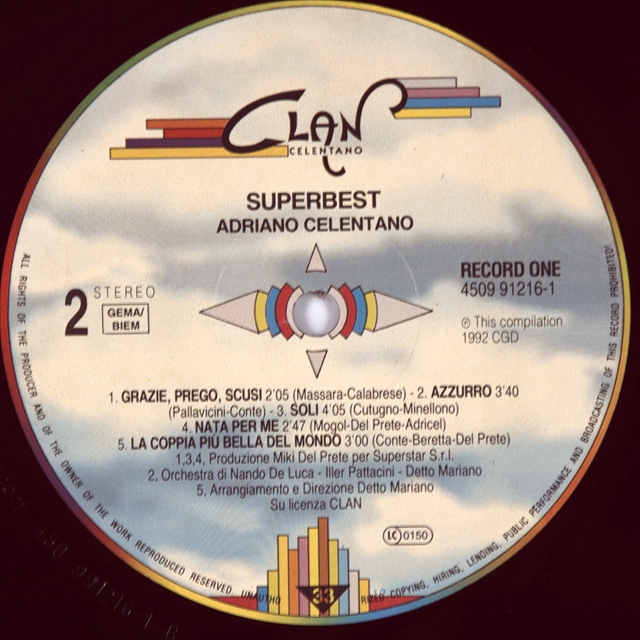 CLAN
CELENTANO
SUPERBEST
ADRIANO CELENTANO
RECORD ONE
4509 91216-1
℗ This compilation
1992 CGD
2 STEREO
GEMA/
BIEM
1. GRAZIE, PREGO, SCUSI 2'05 (Massara-Calabrese) - 2. AZZURRO 3'40
(Pallavicini-Conte) - 3. SOLI 4'05 (Cutugno-Minellono)
4. NATA PER ME 2'47 (Mogol-Del Prete-Adricel)
5. LA COPPIA PIÙ BELLA DEL MONDO 3'00 (Conte-Beretta-Del Prete)
1,3,4, Produzione Miki Del Prete per Superstar S.r.l.
2, Orchestra di Nando De Luca - Iller Pattacini - Detto Mariano
5, Arrangiamento e Direzione Detto Mariano
Su licenza CLAN
LC 0150
33
ALL RIGHTS OF THE PRODUCER AND OF THE OWNER OF THE WORK REPRODUCED RESERVED. UNAUTHO RIZED COPYING, HIRING, LENDING, PUBLIC PERFORMANCE AND BROADCASTING OF THIS RECORD PROHIBITED!